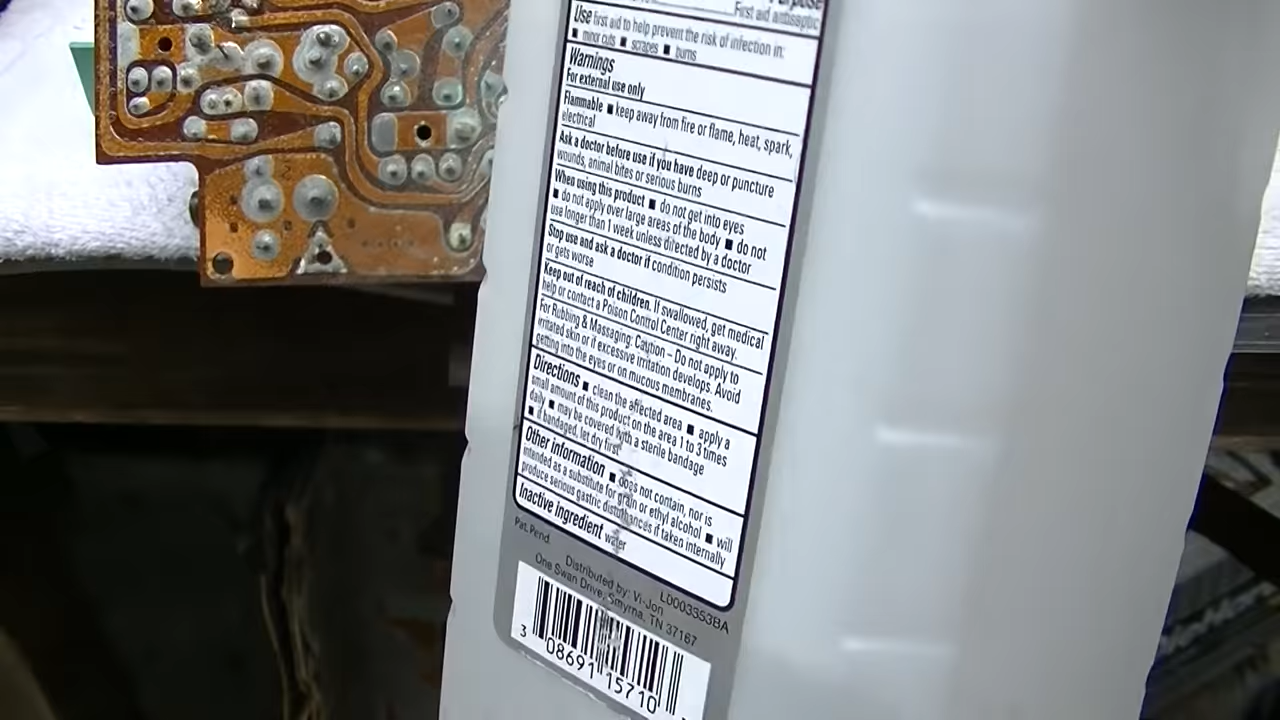 First aid antiseptic
Use first aid to help prevent the risk of infection in:
■ minor cuts ■ scrapes ■ burns
Warnings
For external use only
Flammable ■ keep away from fire or flame, heat, spark,
electrical
Ask a doctor before use if you have deep or puncture
wounds, animal bites or serious burns
When using this product ■ do not get into eyes
■ do not apply over large areas of the body ■ do not
use longer than 1 week unless directed by a doctor
Stop use and ask a doctor if condition persists
or gets worse
Keep out of reach of children. If swallowed, get medical
help or contact a Poison Control Center right away.
For Rubbing & Massaging: Caution – Do not apply to
irritated skin or if excessive irritation develops. Avoid
getting into the eyes or on mucous membranes.
Directions ■ clean the affected area ■ apply a
small amount of this product on the area 1 to 3 times
daily ■ may be covered with a sterile bandage
■ if bandaged, let dry first
Other information ■ does not contain, nor is
intended as a substitute for grain or ethyl alcohol ■ will
produce serious gastric disturbances if taken internally
Inactive ingredient water
Pat. Pend.
L0003353BA
Distributed by: Vi-Jon
One Swan Drive, Smyrna, TN 37167
3 08691 15710